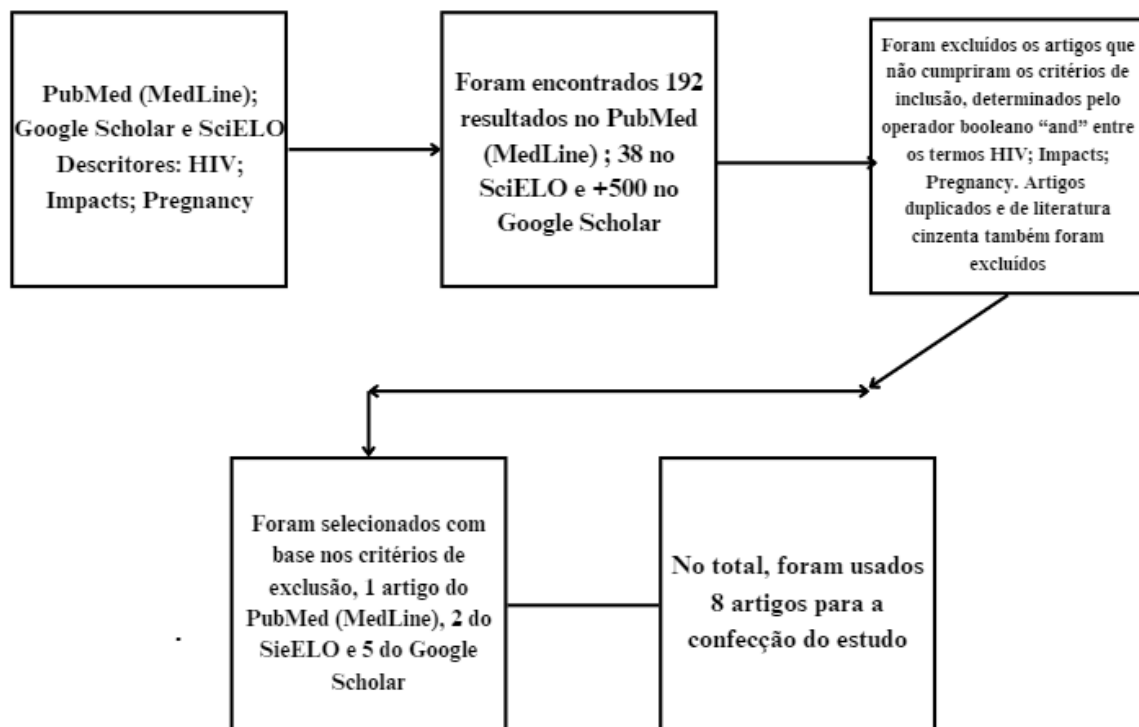 PubMed (MedLine);
Google Scholar e SciELO
Descritores: HIV;
Impacts; Pregnancy
Foram encontrados 192
resultados no PubMed
(MedLine) ; 38 no
SciELO e +500 no
Google Scholar
Foram excluídos os artigos que
não cumpriram os critérios de
inclusão, determinados pelo
operador booleano “and” entre
os termos HIV; Impacts;
Pregnancy. Artigos
duplicados e de literatura
cinzenta também foram
excluídos
Foram selecionados com
base nos critérios de
exclusão, 1 artigo do
PubMed (MedLine), 2 do
SieELO e 5 do Google
Scholar
No total, foram usados
8 artigos para a
confecção do estudo